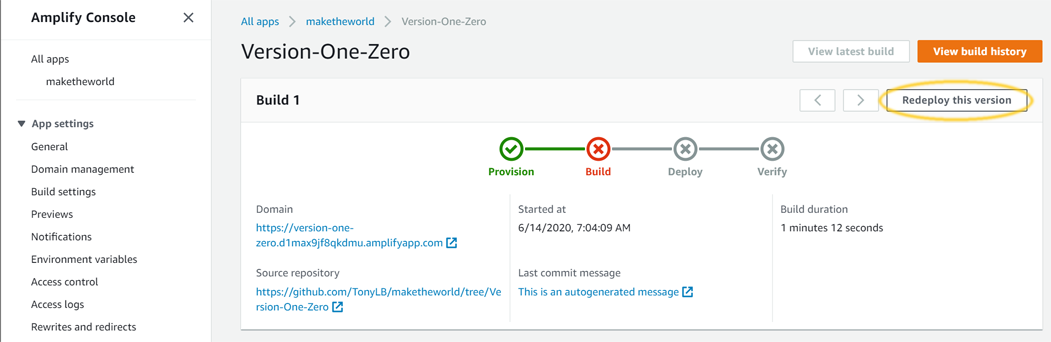 Amplify Console
All apps
maketheworld
App settings
General
Domain management
Build settings
Previews
Notifications
Environment variables
Access control
Access logs
Rewrites and redirects
All apps
maketheworld
Version-One-Zero
Version-One-Zero
View latest build
View build history
Build 1
Redeploy this version
Provision
Build
Deploy
Verify
Domain
https://version-one-
zero.d1max9jf8qkdmu.amplifyapp.com
Started at
6/14/2020, 7:04:09 AM
Build duration
1 minutes 12 seconds
Source repository
https://github.com/TonyLB/maketheworld/tree/Ve
rsion-One-Zero
Last commit message
This is an autogenerated message